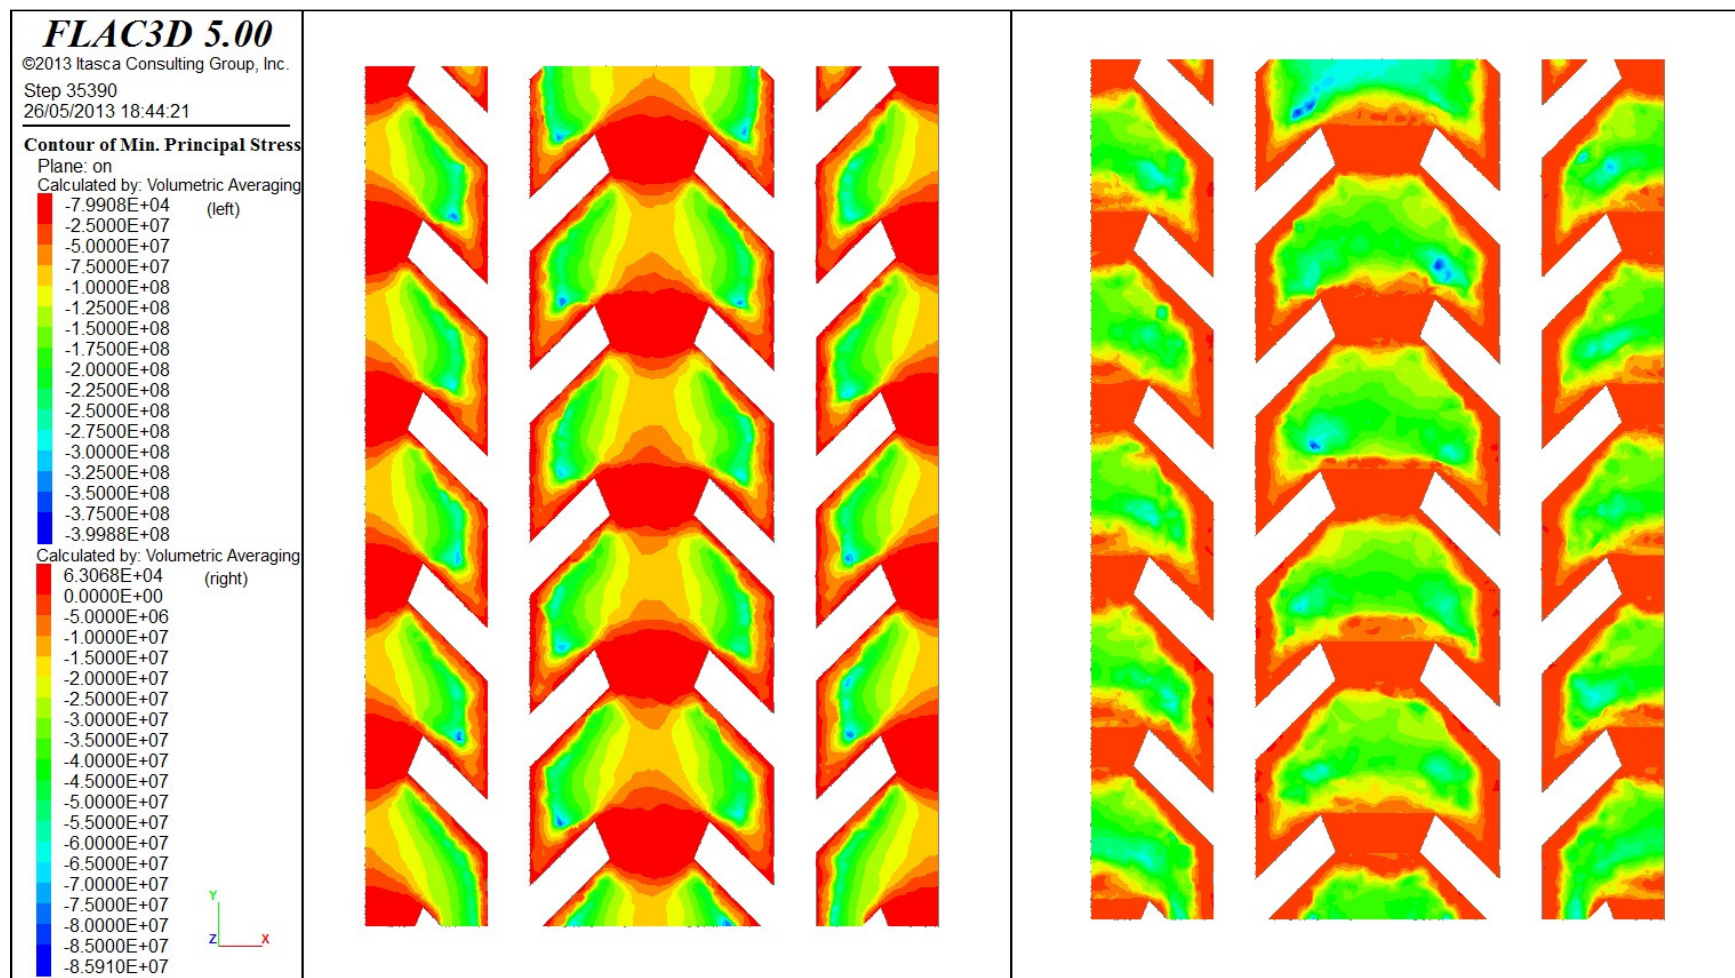 FLAC3D 5.00
©2013 Itasca Consulting Group, Inc.
Step 35390
26/05/2013 18:44:21
Contour of Min. Principal Stress
Plane: on
Calculated by: Volumetric Averaging
(left)
-7.9908E+04
-2.5000E+07
-5.0000E+07
-7.5000E+07
-1.0000E+08
-1.2500E+08
-1.5000E+08
-1.7500E+08
-2.0000E+08
-2.2500E+08
-2.5000E+08
-2.7500E+08
-3.0000E+08
-3.2500E+08
-3.5000E+08
-3.7500E+08
-3.9988E+08
Calculated by: Volumetric Averaging
(right)
6.3068E+04
0.0000E+00
-5.0000E+06
-1.0000E+07
-1.5000E+07
-2.0000E+07
-2.5000E+07
-3.0000E+07
-3.5000E+07
-4.0000E+07
-4.5000E+07
-5.0000E+07
-5.5000E+07
-6.0000E+07
-6.5000E+07
-7.0000E+07
-7.5000E+07
-8.0000E+07
-8.5000E+07
-8.5910E+07
Y
Z X